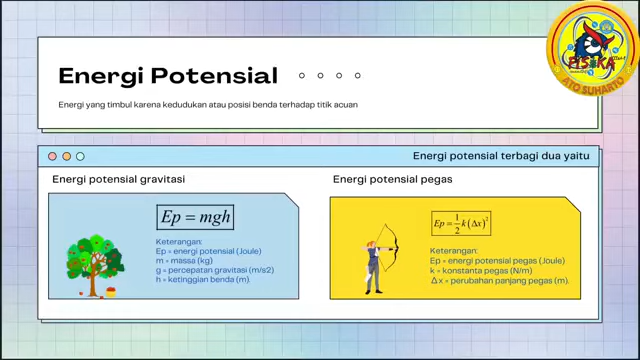 Energi Potensial
Energi yang timbul karena kedudukan atau posisi benda terhadap titik acuan
FISIKA
ATO SUHARTO
Energi potensial terbagi dua yaitu
Energi potensial gravitasi
Ep = mgh
Keterangan:
Ep = energi potensial (Joule)
m = massa (kg)
g = percepatan gravitasi (m/s2)
h = ketinggian benda (m).
Energi potensial pegas
Ep = 1/2 k (Δx)²
Keterangan:
Ep = energi potensial pegas (Joule)
k = konstanta pegas (N/m)
Δx = perubahan panjang pegas (m).